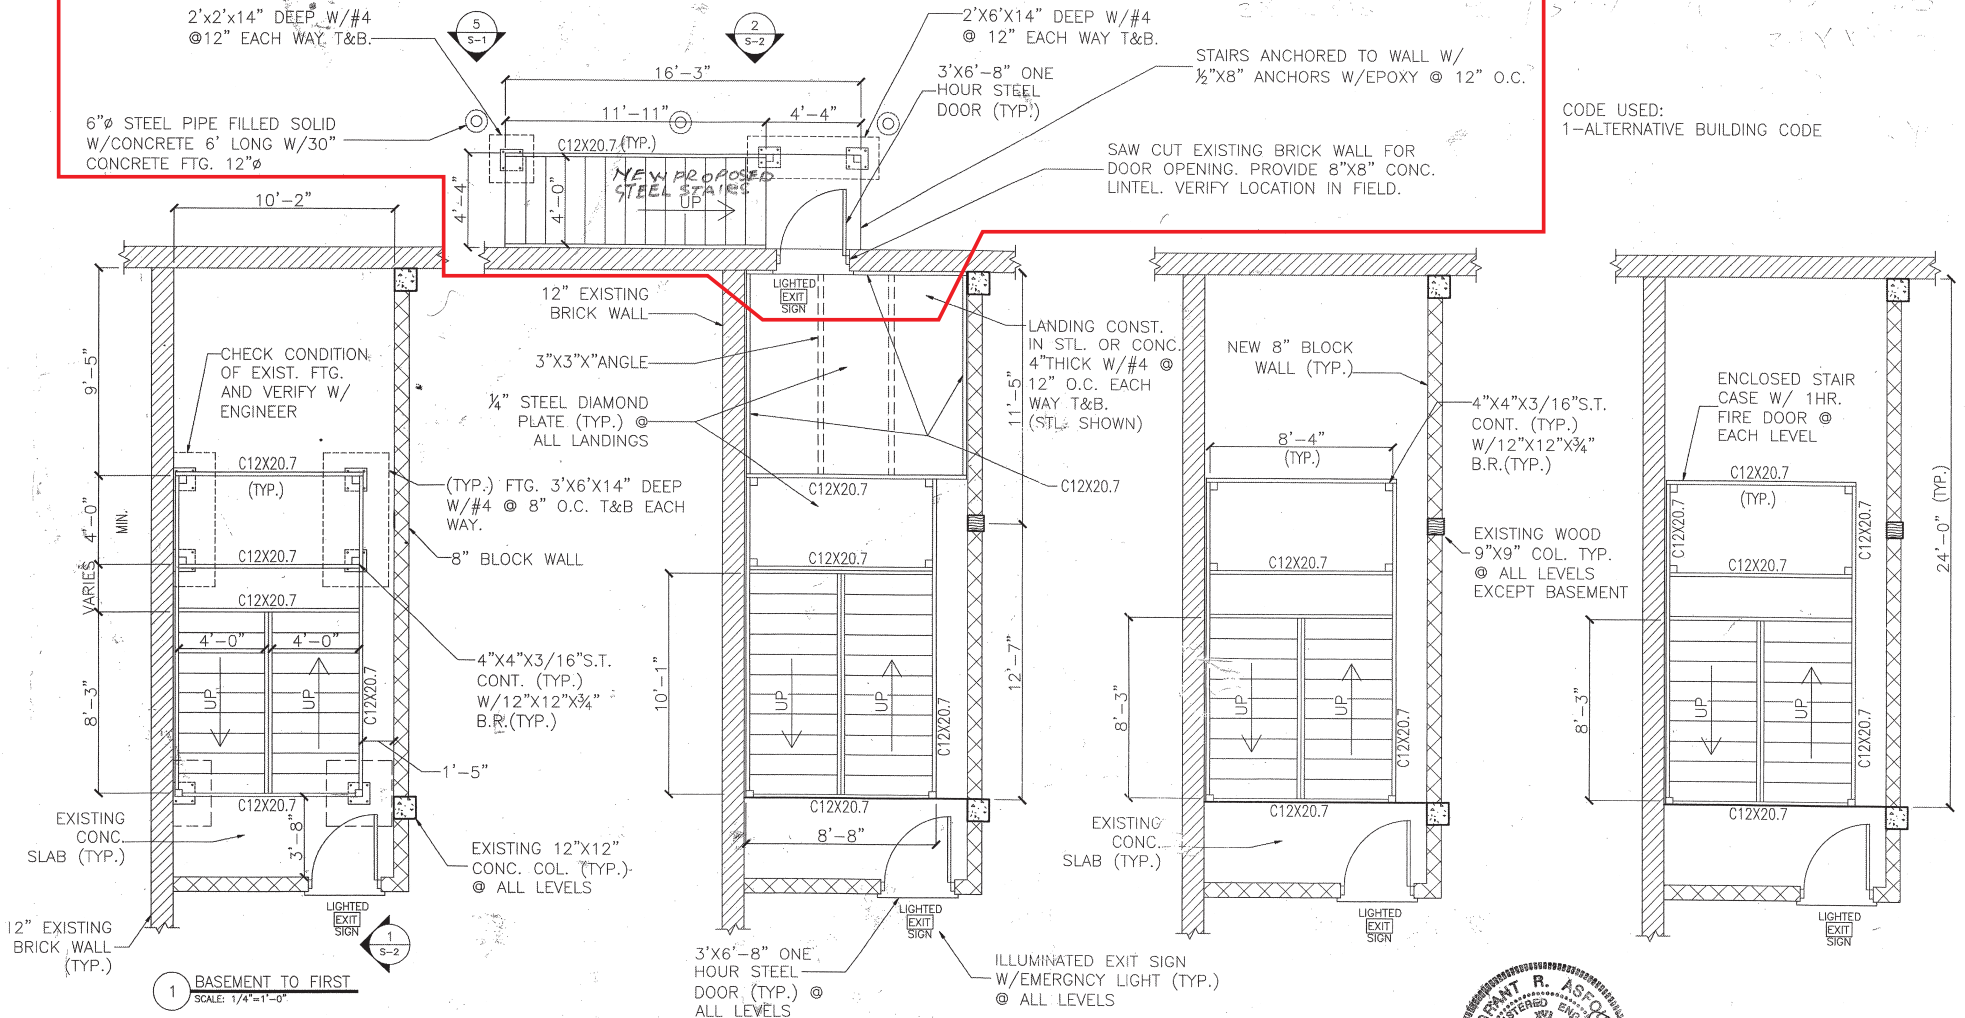 2'x2'x14" DEEP W/#4
@12" EACH WAY T&B.
5
S-1
2
S-2
2'X6'X14" DEEP W/#4
@ 12" EACH WAY T&B.
16'-3"
3'X6'-8" ONE
HOUR STEEL
DOOR (TYP.)
STAIRS ANCHORED TO WALL W/
½"X8" ANCHORS W/EPOXY @ 12" O.C.
CODE USED:
1-ALTERNATIVE BUILDING CODE
6"ø STEEL PIPE FILLED SOLID
W/CONCRETE 6' LONG W/30"
CONCRETE FTG. 12"ø
11'-11"
4'-4"
C12X20.7 (TYP.)
NEW PROPOSED
STEEL STAIRS
UP
4'-4"
4'-0"
SAW CUT EXISTING BRICK WALL FOR
DOOR OPENING. PROVIDE 8"X8" CONC.
LINTEL. VERIFY LOCATION IN FIELD.
10'-2"
9'-5"
CHECK CONDITION
OF EXIST. FTG.
AND VERIFY W/
ENGINEER
C12X20.7
(TYP.)
4'-0"
MIN.
C12X20.7
VARIES
C12X20.7
4'-0"
4'-0"
8'-3"
UP
UP
C12X20.7
C12X20.7
1'-5"
3'-8"
(TYP.) FTG. 3'X6'X14" DEEP
W/#4 @ 8" O.C. T&B EACH
WAY.
8" BLOCK WALL
4"X4"X3/16"S.T.
CONT. (TYP.)
W/12"X12"X¾"
B.R.(TYP.)
EXISTING
CONC.
SLAB (TYP.)
EXISTING 12"X12"
CONC. COL. (TYP.)
@ ALL LEVELS
LIGHTED
EXIT
SIGN
12" EXISTING
BRICK WALL
(TYP.)
1
S-2
1
BASEMENT TO FIRST
SCALE: 1/4"=1'-0"
LIGHTED
EXIT
SIGN
12" EXISTING
BRICK WALL
3"X3"X"ANGLE
¼" STEEL DIAMOND
PLATE (TYP.) @
ALL LANDINGS
LANDING CONST.
IN STL. OR CONC.
4"THICK W/#4 @
12" O.C. EACH
WAY T&B.
(STL. SHOWN)
11'-5"
C12X20.7
C12X20.7
C12X20.7
10'-1"
UP
UP
C12X20.7
12'-7"
C12X20.7
8'-8"
LIGHTED
EXIT
SIGN
3'X6'-8" ONE
HOUR STEEL
DOOR (TYP.) @
ALL LEVELS
ILLUMINATED EXIT SIGN
W/EMERGNCY LIGHT (TYP.)
@ ALL LEVELS
NEW 8" BLOCK
WALL (TYP.)
8'-4"
(TYP.)
4"X4"X3/16"S.T.
CONT. (TYP.)
W/12"X12"X¾"
B.R.(TYP.)
C12X20.7
EXISTING WOOD
9"X9" COL. TYP.
@ ALL LEVELS
EXCEPT BASEMENT
8'-3"
UP
UP
C12X20.7
C12X20.7
EXISTING
CONC.
SLAB (TYP.)
LIGHTED
EXIT
SIGN
ENCLOSED STAIR
CASE W/ 1HR.
FIRE DOOR @
EACH LEVEL
C12X20.7
(TYP.)
C12X20.7
C12X20.7
24'-0" (TYP.)
8'-3"
UP
UP
C12X20.7
C12X20.7
LIGHTED
EXIT
SIGN